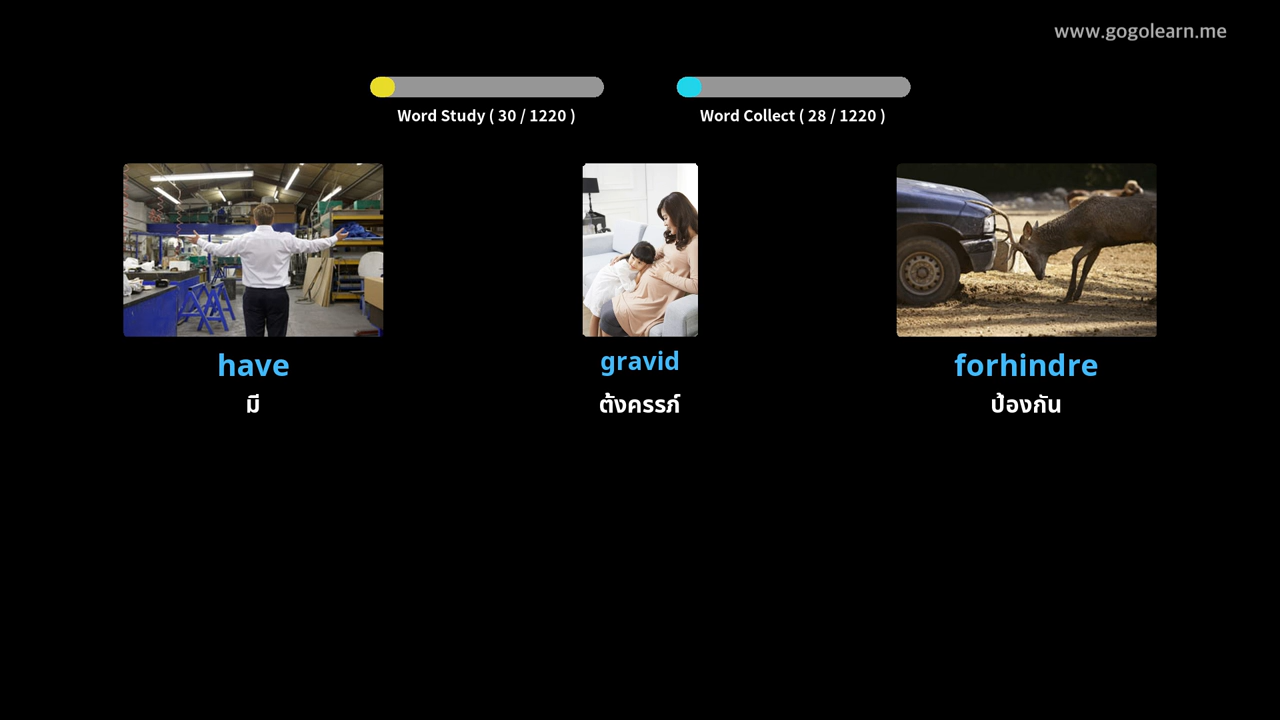 www.gogolearn.me
Word Study ( 30 / 1220 )
Word Collect ( 28 / 1220 )
have
มี
gravid
ตั้งครรภ์
forhindre
ป้องกัน